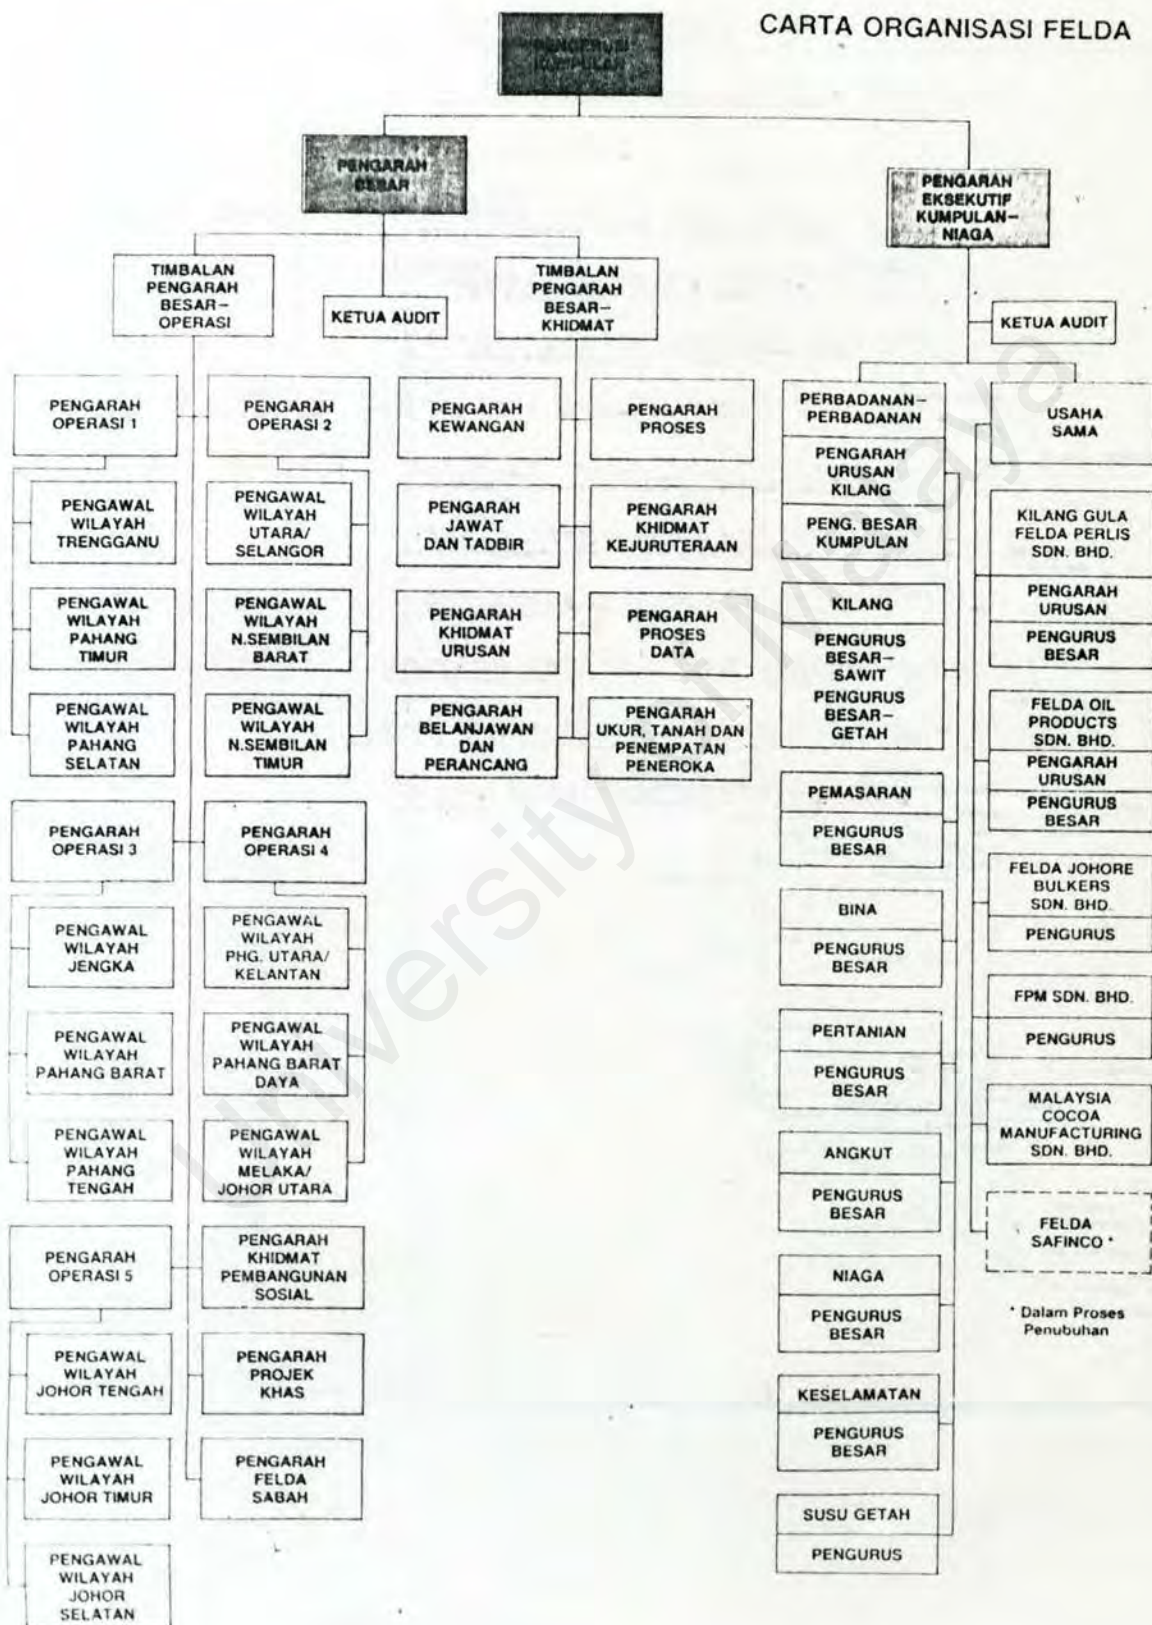 CARTA ORGANISASI FELDA
PENGERUSI
KUMPULAN
PENGARAH
BESAR
PENGARAH
EKSEKUTIF
KUMPULAN–
NIAGA
TIMBALAN
PENGARAH
BESAR–
OPERASI
KETUA AUDIT
TIMBALAN
PENGARAH
BESAR–
KHIDMAT
KETUA AUDIT
PENGARAH
OPERASI 1
PENGAWAL
WILAYAH
TRENGGANU
PENGAWAL
WILAYAH
PAHANG
TIMUR
PENGAWAL
WILAYAH
PAHANG
SELATAN
PENGARAH
OPERASI 2
PENGAWAL
WILAYAH
UTARA/
SELANGOR
PENGAWAL
WILAYAH
N.SEMBILAN
BARAT
PENGAWAL
WILAYAH
N.SEMBILAN
TIMUR
PENGARAH
OPERASI 3
PENGAWAL
WILAYAH
JENGKA
PENGAWAL
WILAYAH
PAHANG BARAT
PENGAWAL
WILAYAH
PAHANG
TENGAH
PENGARAH
OPERASI 4
PENGAWAL
WILAYAH
PHG. UTARA/
KELANTAN
PENGAWAL
WILAYAH
PAHANG BARAT
DAYA
PENGAWAL
WILAYAH
MELAKA/
JOHOR UTARA
PENGARAH
OPERASI 5
PENGAWAL
WILAYAH
JOHOR TENGAH
PENGAWAL
WILAYAH
JOHOR TIMUR
PENGAWAL
WILAYAH
JOHOR
SELATAN
PENGARAH
KHIDMAT
PEMBANGUNAN
SOSIAL
PENGARAH
PROJEK
KHAS
PENGARAH
FELDA
SABAH
PENGARAH
KEWANGAN
PENGARAH
PROSES
PENGARAH
JAWAT
DAN TADBIR
PENGARAH
KHIDMAT
KEJURUTERAAN
PENGARAH
KHIDMAT
URUSAN
PENGARAH
PROSES
DATA
PENGARAH
BELANJAWAN
DAN
PERANCANG
PENGARAH
UKUR, TANAH DAN
PENEMPATAN
PENEROKA
PERBADANAN–
PERBADANAN
PENGARAH
URUSAN
KILANG
PENG. BESAR
KUMPULAN
KILANG
PENGURUS
BESAR–
SAWIT
PENGURUS
BESAR–
GETAH
PEMASARAN
PENGURUS
BESAR
BINA
PENGURUS
BESAR
PERTANIAN
PENGURUS
BESAR
ANGKUT
PENGURUS
BESAR
NIAGA
PENGURUS
BESAR
KESELAMATAN
PENGURUS
BESAR
SUSU GETAH
PENGURUS
USAHA
SAMA
KILANG GULA
FELDA PERLIS
SDN. BHD.
PENGARAH
URUSAN
PENGURUS
BESAR
FELDA OIL
PRODUCTS
SDN. BHD.
PENGARAH
URUSAN
PENGURUS
BESAR
FELDA JOHORE
BULKERS
SDN. BHD.
PENGURUS
FPM SDN. BHD.
PENGURUS
MALAYSIA
COCOA
MANUFACTURING
SDN. BHD.
FELDA
SAFINCO *
* Dalam Proses
Penubuhan
University of Malaya